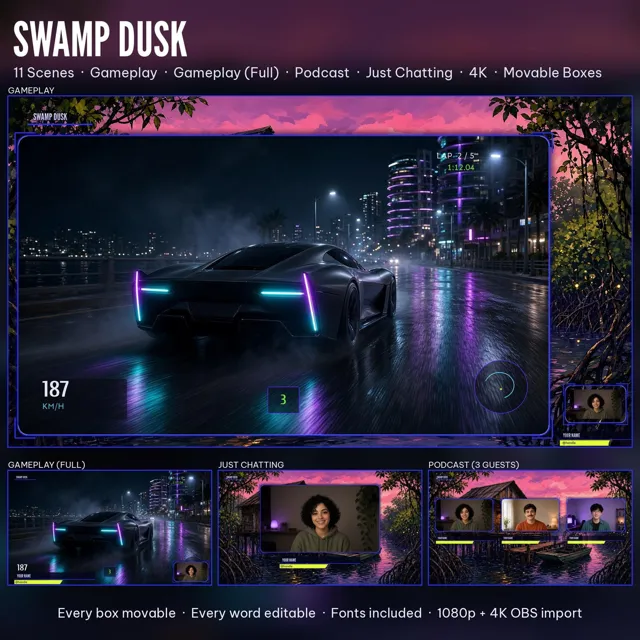 SWAMP DUSK
11 Scenes · Gameplay · Gameplay (Full) · Podcast · Just Chatting · 4K · Movable Boxes
GAMEPLAY
SWAMP DUSK
LAP 2 / 5
1:12.04
187
KM/H
3
YOUR NAME
GAMEPLAY (FULL)
JUST CHATTING
PODCAST (3 GUESTS)
187
YOUR NAME
Every box movable · Every word editable · Fonts included · 1080p + 4K OBS import